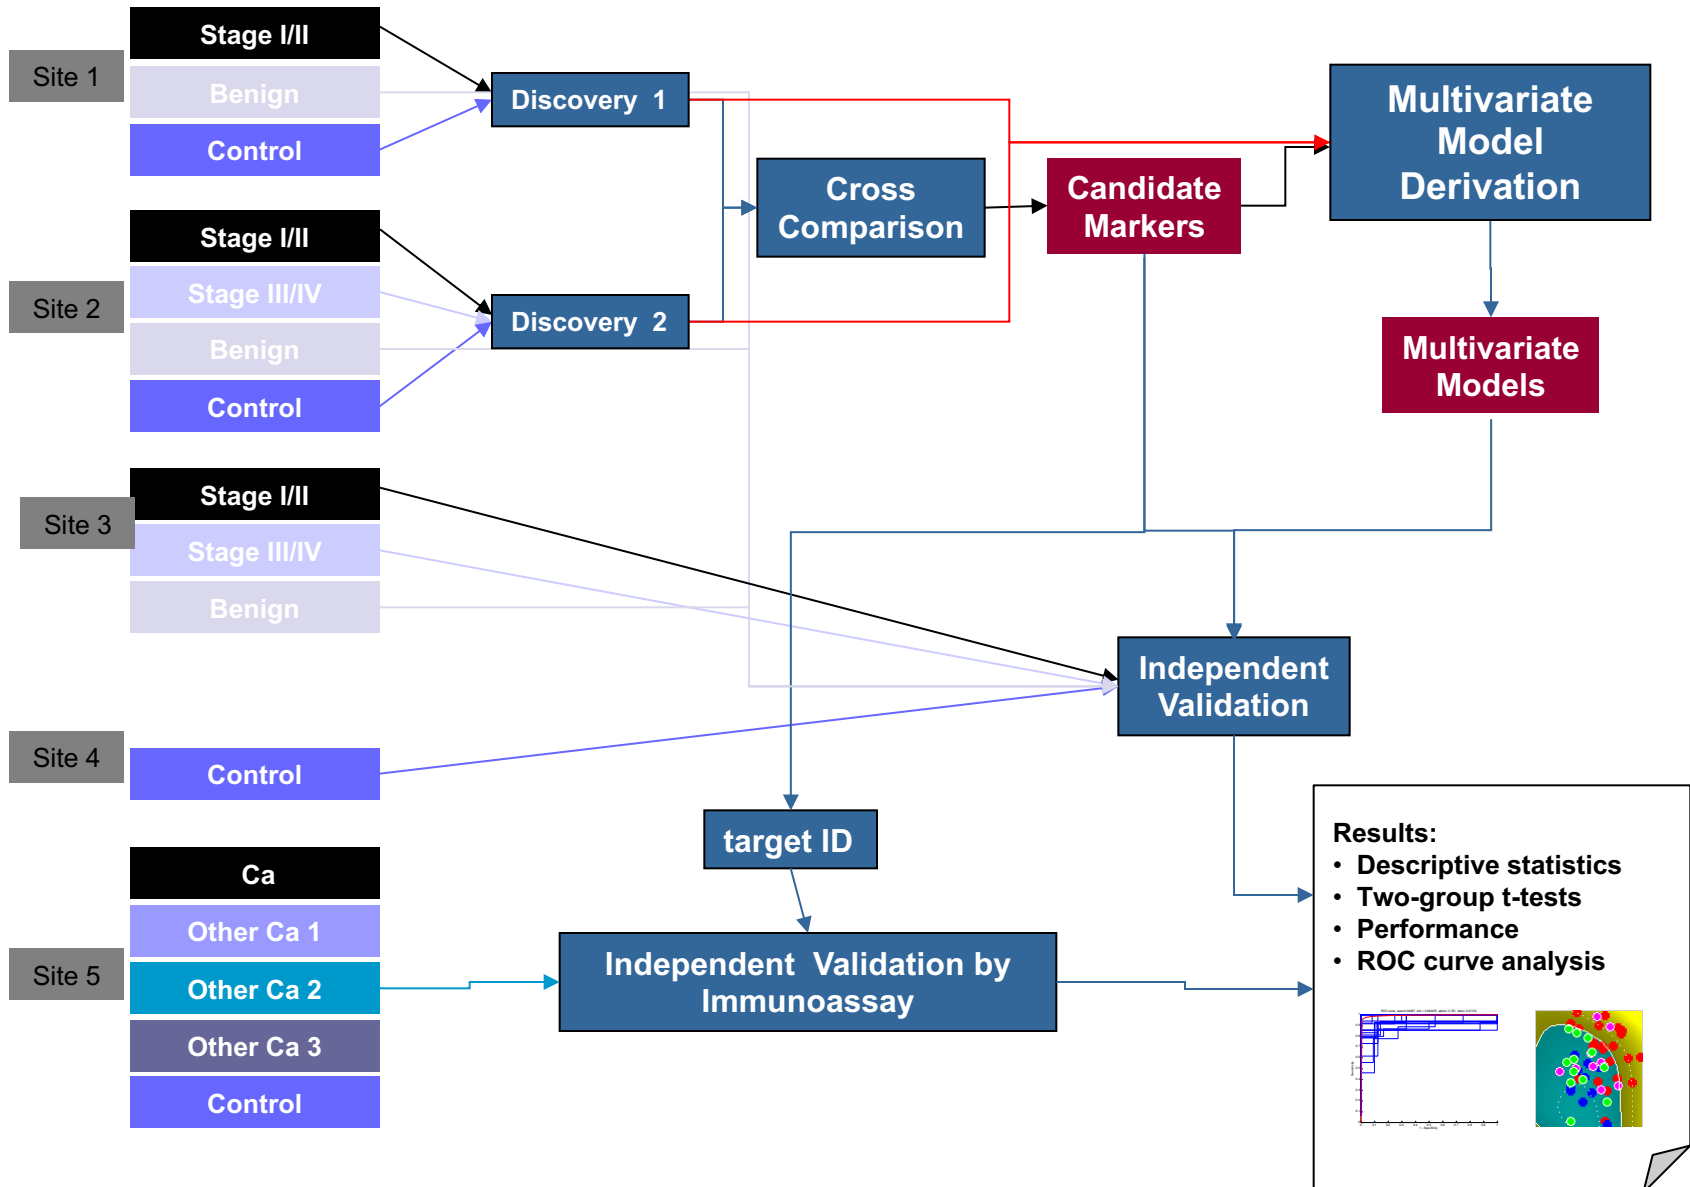 Site 1
Stage I/II
Benign
Control
Site 2
Stage I/II
Stage III/IV
Benign
Control
Site 3
Stage I/II
Stage III/IV
Benign
Site 4
Control
Site 5
Ca
Other Ca 1
Other Ca 2
Other Ca 3
Control
Discovery 1
Discovery 2
Cross
Comparison
Candidate
Markers
Multivariate
Model
Derivation
Multivariate
Models
Independent
Validation
target ID
Independent Validation by
Immunoassay
Results:
• Descriptive statistics
• Two-group t-tests
• Performance
• ROC curve analysis